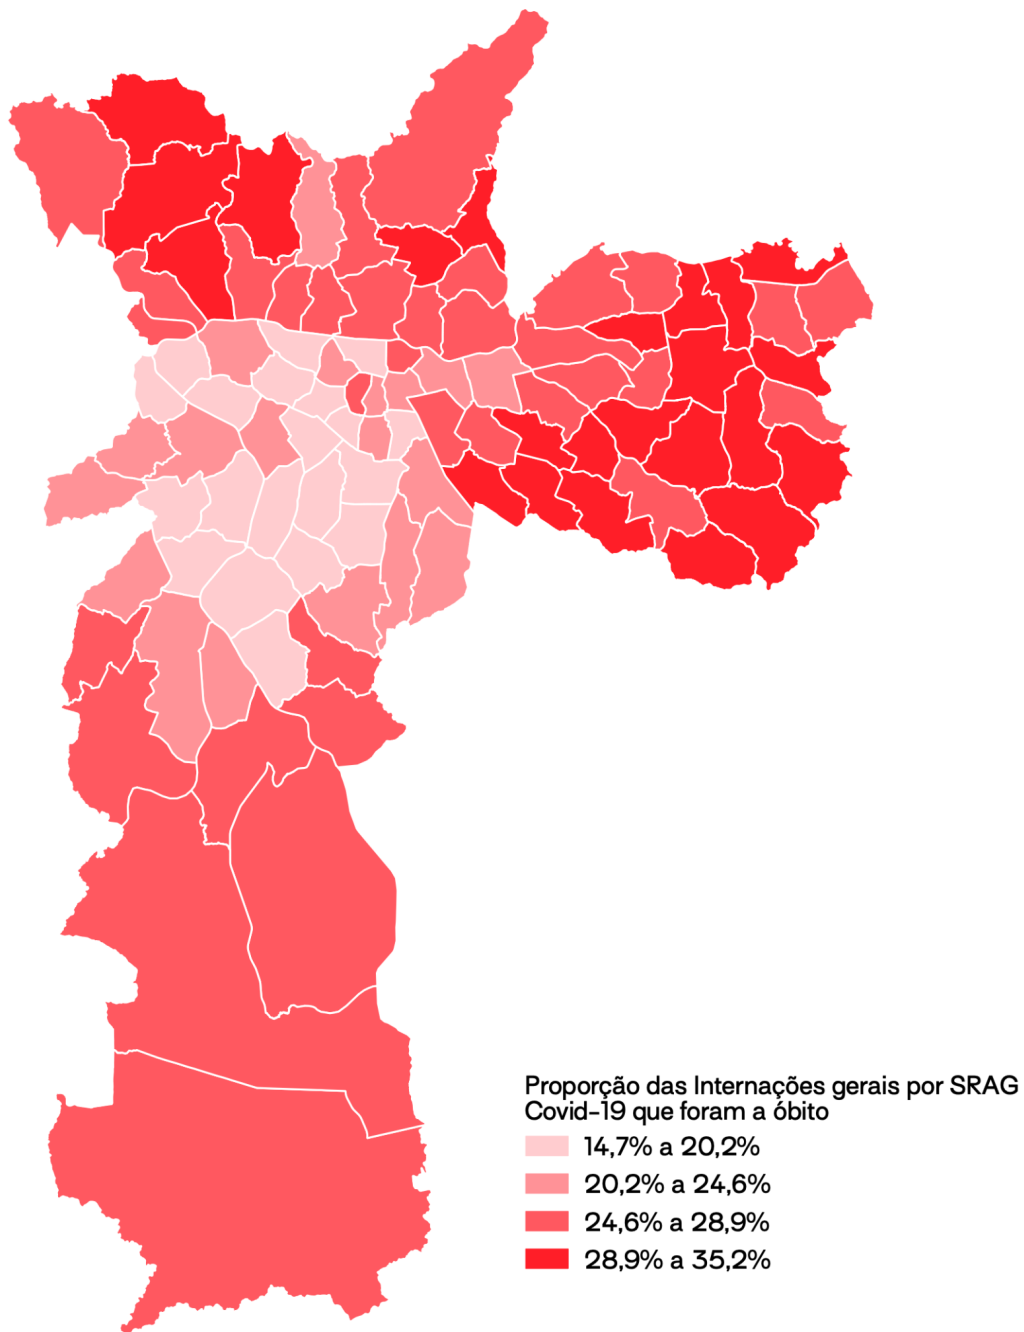 Proporção das Internações gerais por SRAG
Covid-19 que foram a óbito
14,7% a 20,2%
20,2% a 24,6%
24,6% a 28,9%
28,9% a 35,2%